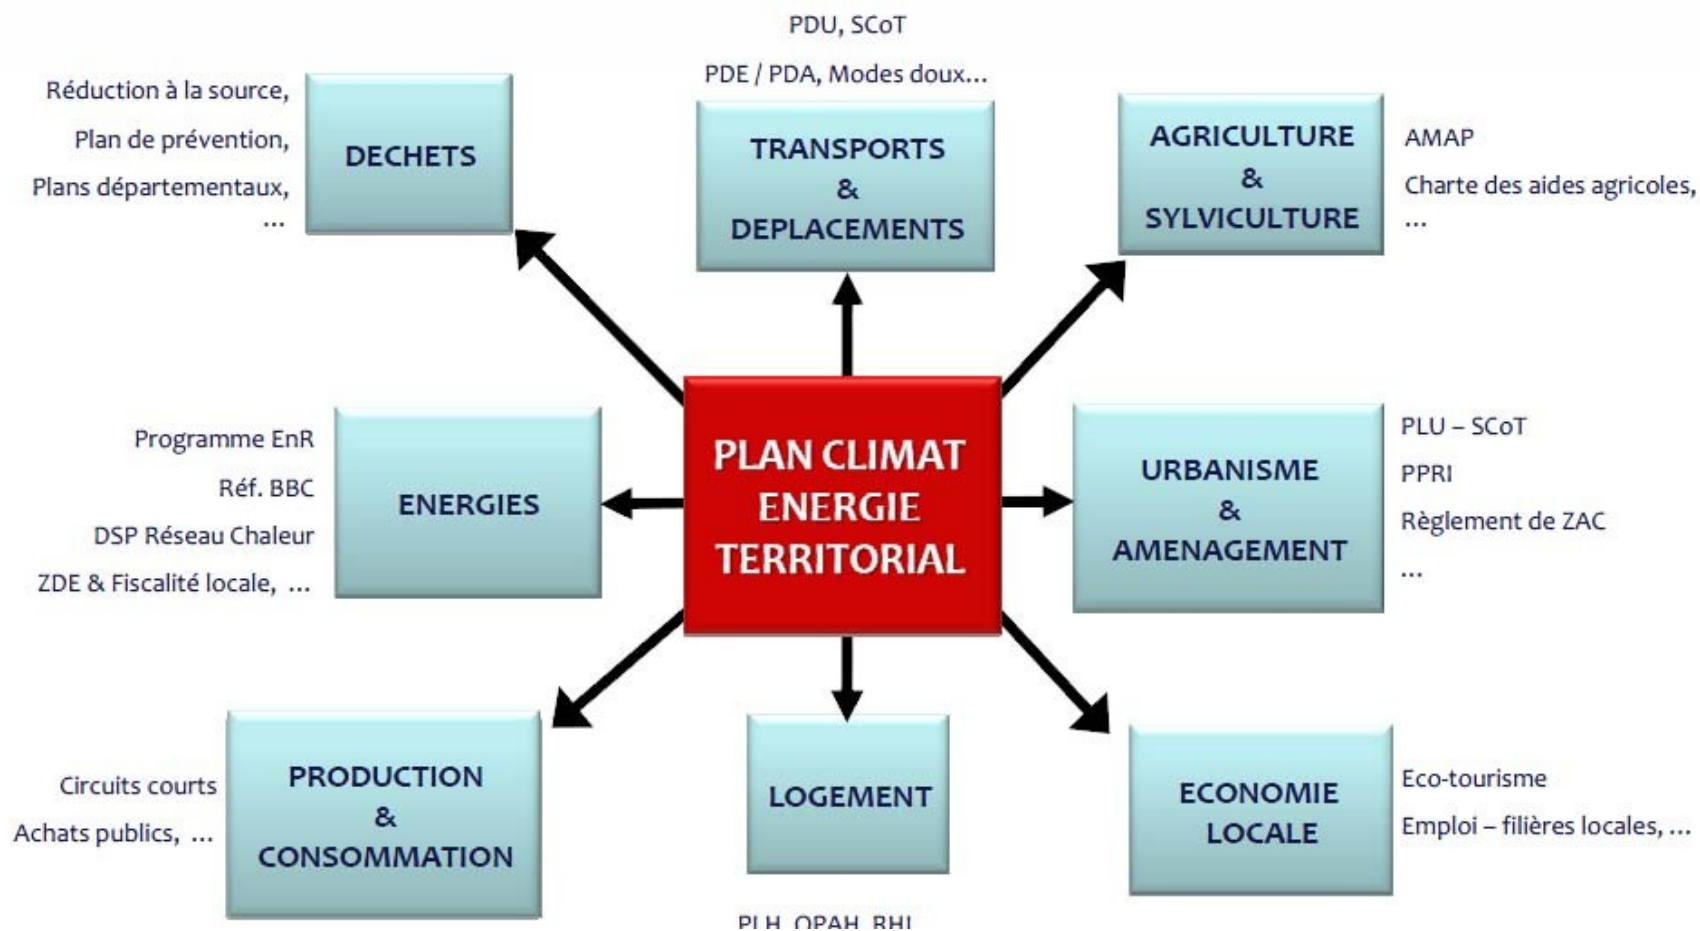 PDU, SCoT
PDE / PDA, Modes doux...
Réduction à la source,
Plan de prévention,
Plans départementaux,
...
DECHETS
TRANSPORTS
&
DEPLACEMENTS
AGRICULTURE
&
SYLVICULTURE
AMAP
Charte des aides agricoles,
...
Programme EnR
Réf. BBC
DSP Réseau Chaleur
ZDE & Fiscalité locale, ...
ENERGIES
PLAN CLIMAT
ENERGIE
TERRITORIAL
URBANISME
&
AMENAGEMENT
PLU – SCoT
PPRI
Règlement de ZAC
...
Circuits courts
Achats publics, ...
PRODUCTION
&
CONSOMMATION
LOGEMENT
PLH, OPAH, RHI
ECONOMIE
LOCALE
Eco-tourisme
Emploi – filières locales, ...